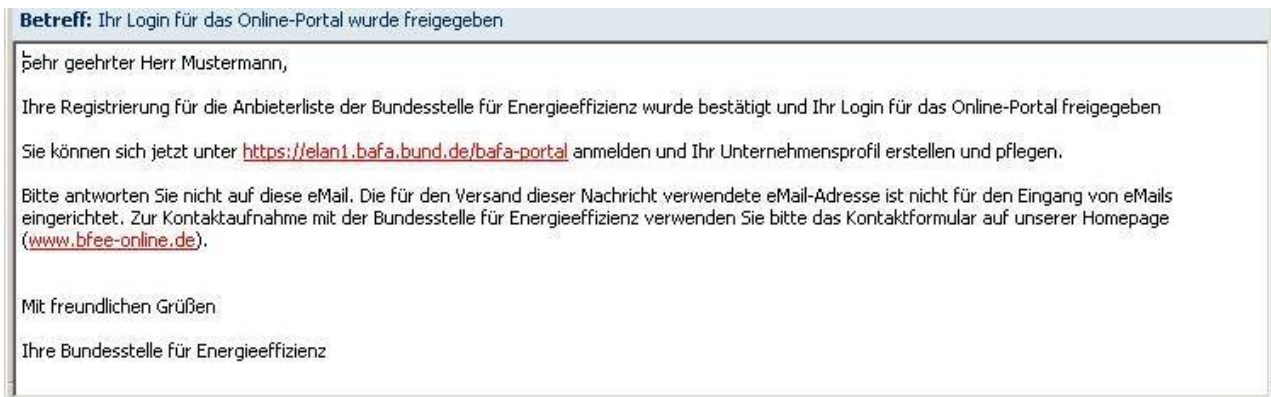 Betreff: Ihr Login für das Online-Portal wurde freigegeben
Sehr geehrter Herr Mustermann,
Ihre Registrierung für die Anbieterliste der Bundesstelle für Energieeffizienz wurde bestätigt und Ihr Login für das Online-Portal freigegeben
Sie können sich jetzt unter https://elan1.bafa.bund.de/bafa-portal anmelden und Ihr Unternehmensprofil erstellen und pflegen.
Bitte antworten Sie nicht auf diese eMail. Die für den Versand dieser Nachricht verwendete eMail-Adresse ist nicht für den Eingang von eMails
eingerichtet. Zur Kontaktaufnahme mit der Bundesstelle für Energieeffizienz verwenden Sie bitte das Kontaktformular auf unserer Homepage
(www.bfee-online.de).
Mit freundlichen Grüßen
Ihre Bundesstelle für Energieeffizienz